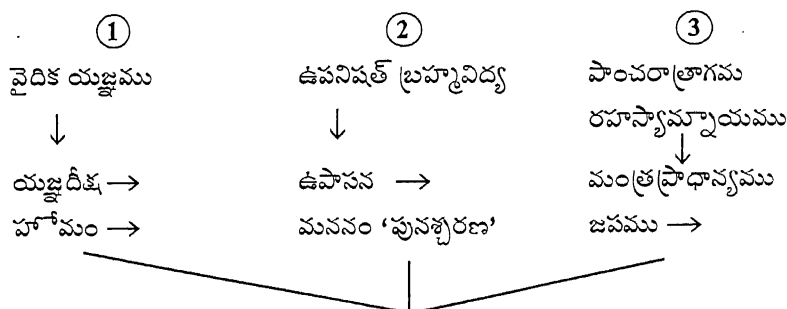 ① ② ③
వైదిక యజ్ఞము ఉపనిషత్ బ్రహ్మవిద్య పాంచరాత్రాగమ
రహస్యామ్నాయము
↓ ↓ ↓
యజ్ఞదీక్ష → ఉపాసన → మంత్రప్రాధాన్యము
హోమం → మననం ‘పునశ్చరణ’ జపము →